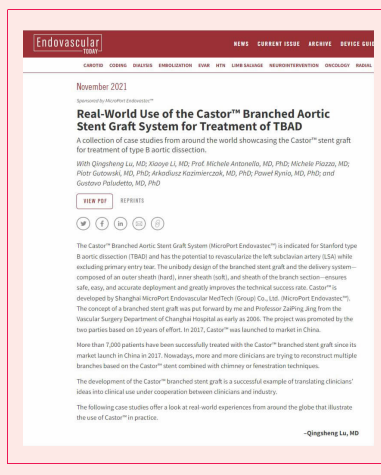 Endovascular
TODAY
NEWS CURRENT ISSUE ARCHIVE DEVICE GUIDE
CAROTID CODING DIALYSIS EMBOLIZATION EVAR HTN LIMB SALVAGE NEUROINTERVENTION ONCOLOGY RADIAL
November 2021
Sponsored by MicroPort Endovastec™
Real-World Use of the Castor™ Branched Aortic
Stent Graft System for Treatment of TBAD
A collection of case studies from around the world showcasing the Castor™ stent graft
for treatment of type B aortic dissection.
With Qingsheng Lu, MD; Xiaoye Li, MD; Prof. Michele Antonello, MD, PhD; Michele Piazza, MD;
Piotr Gutowski, MD, PhD; Arkadiusz Kazimierczak, MD, PhD; Paweł Rynio, MD, PhD; and
Gustavo Paludetto, MD, PhD
VIEW PDF REPRINTS
The Castor™ Branched Aortic Stent Graft System (MicroPort Endovastec™) is indicated for Stanford type
B aortic dissection (TBAD) and has the potential to revascularize the left subclavian artery (LSA) while
excluding primary entry tear. The unibody design of the branched stent graft and the delivery system—
composed of an outer sheath (hard), inner sheath (soft), and sheath of the branch section—ensures
safe, easy, and accurate deployment and greatly improves the technical success rate. Castor™ is
developed by Shanghai MicroPort Endovascular MedTech (Group) Co., Ltd. (MicroPort Endovastec™).
The concept of a branched stent graft was put forward by me and Professor ZaiPing Jing from the
Vascular Surgery Department of Changhai Hospital as early as 2006. The project was promoted by the
two parties based on 10 years of effort. In 2017, Castor™ was launched to market in China.
More than 7,000 patients have been successfully treated with the Castor™ branched stent graft since its
market launch in China in 2017. Nowadays, more and more clinicians are trying to reconstruct multiple
branches based on the Castor™ stent combined with chimney or fenestration techniques.
The development of the Castor™ branched stent graft is a successful example of translating clinicians'
ideas into clinical use under cooperation between clinicians and industry.
The following case studies offer a look at real-world experiences from around the globe that illustrate
the use of Castor™ in practice.
–Qingsheng Lu, MD